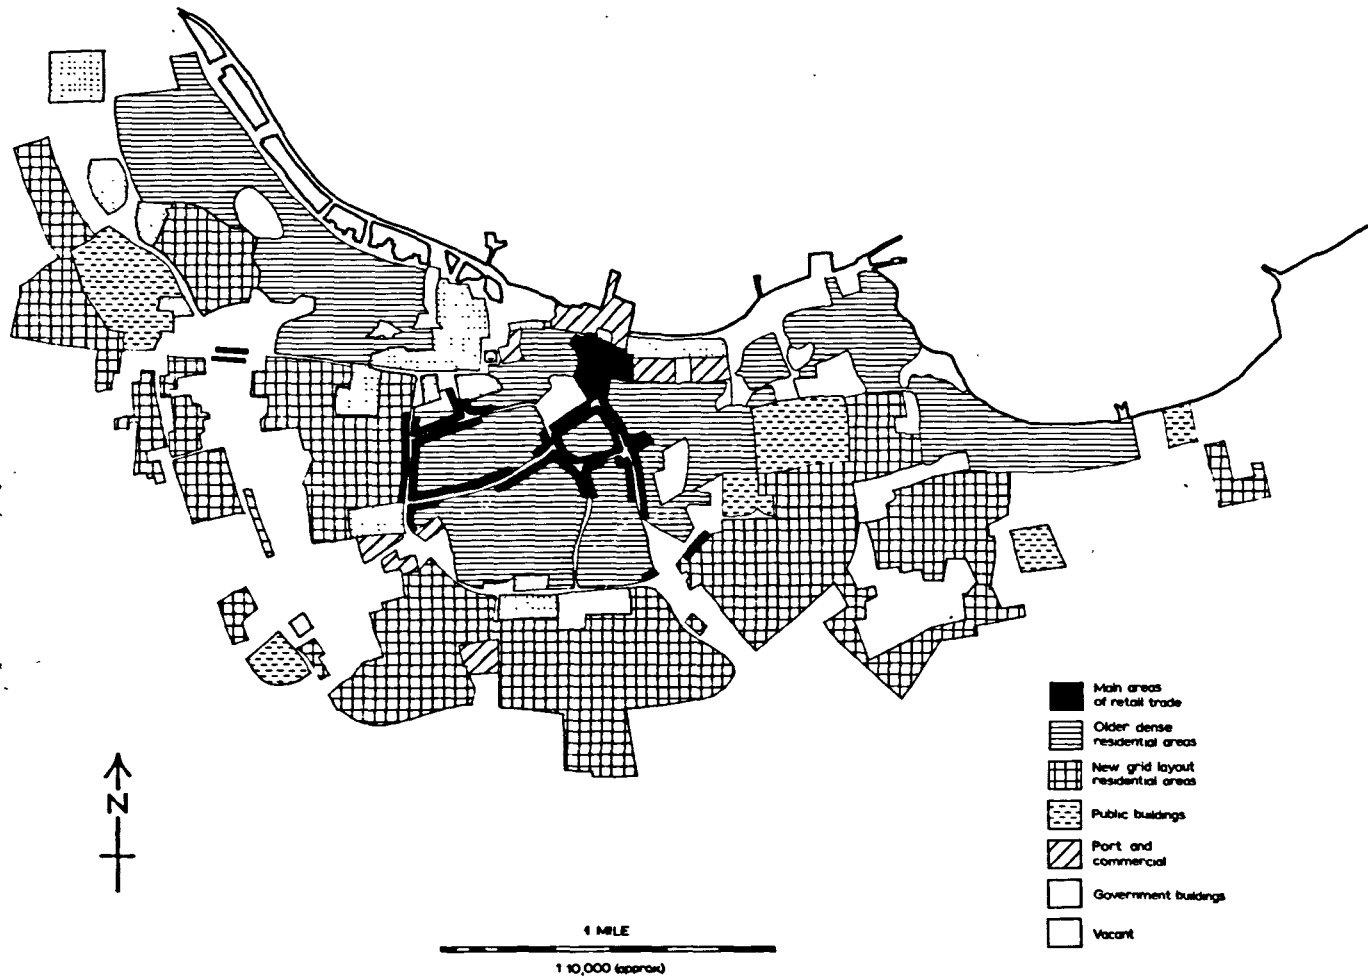 Main areas
of retail trade
Older dense
residential areas
New grid layout
residential areas
Public buildings
Port and
commercial
Government buildings
Vacant
N
1 MILE
1 10,000 (approx)